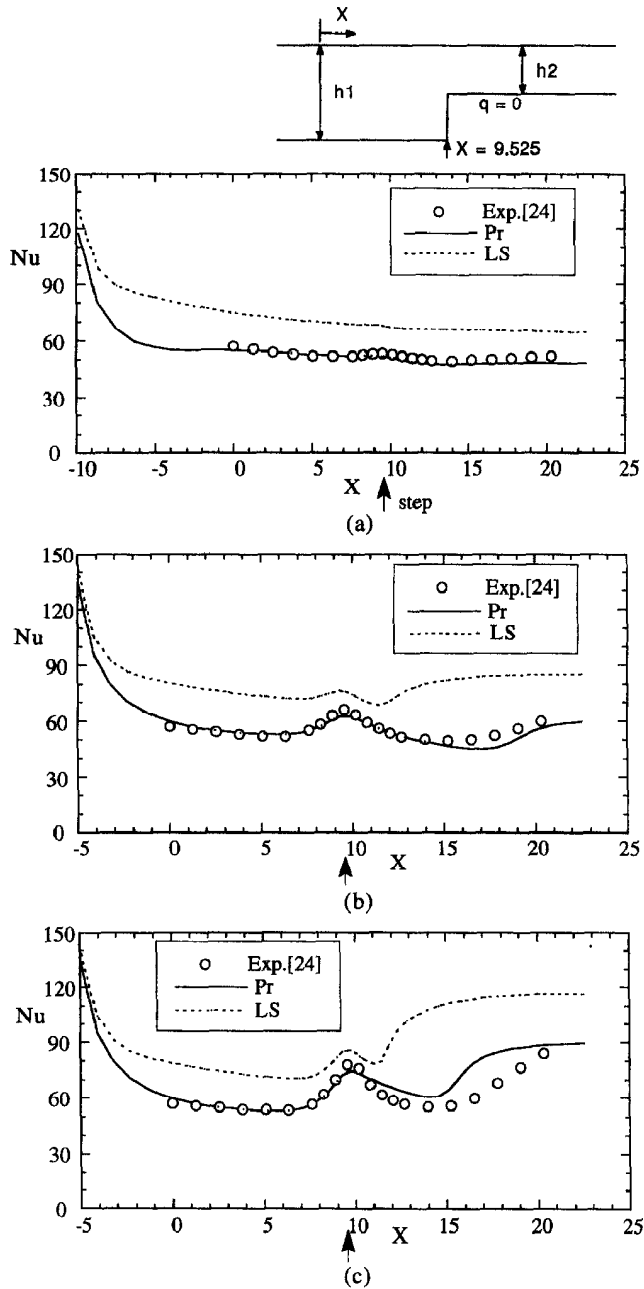 X
h1
h2
q = 0
X = 9.525
150
120
Nu
90
60
30
0
Exp.[24]
Pr
LS
-10 -5 0 5 10 15 20 25
X
step
(a)
150
120
Nu
90
60
30
0
Exp.[24]
Pr
LS
-5 0 5 10 15 20 25
X
(b)
150
120
Nu
90
60
30
0
Exp.[24]
Pr
LS
-5 0 5 10 15 20 25
X
(c)